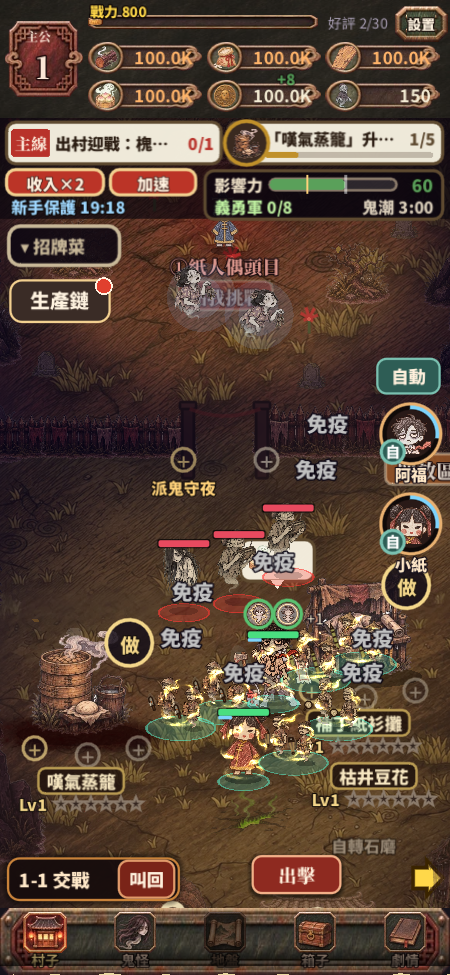 戰力 800
主公
1
好評 2/30
設置
100.0K
100.0K
100.0K
+8
100.0K
100.0K
150
主線 出村迎戰：槐⋯ 0/1
「嘆氣蒸籠」升⋯ 1/5
收入×2
加速
影響力 60
新手保護 19:18
義勇軍 0/8
鬼潮 3:00
▾招牌菜
①紙人偶頭目
生產鏈
自動
免疫
自
阿福
免疫
派鬼守夜
自
小紙
免疫
做
免疫
+1
做
免疫
免疫
免疫
免疫
補丁紙衫攤
嘆氣蒸籠
Lv1
枯井豆花
Lv1
自轉石磨
1-1 交戰
叫回
出擊
村子
鬼怪
地盤
箱子
劇情